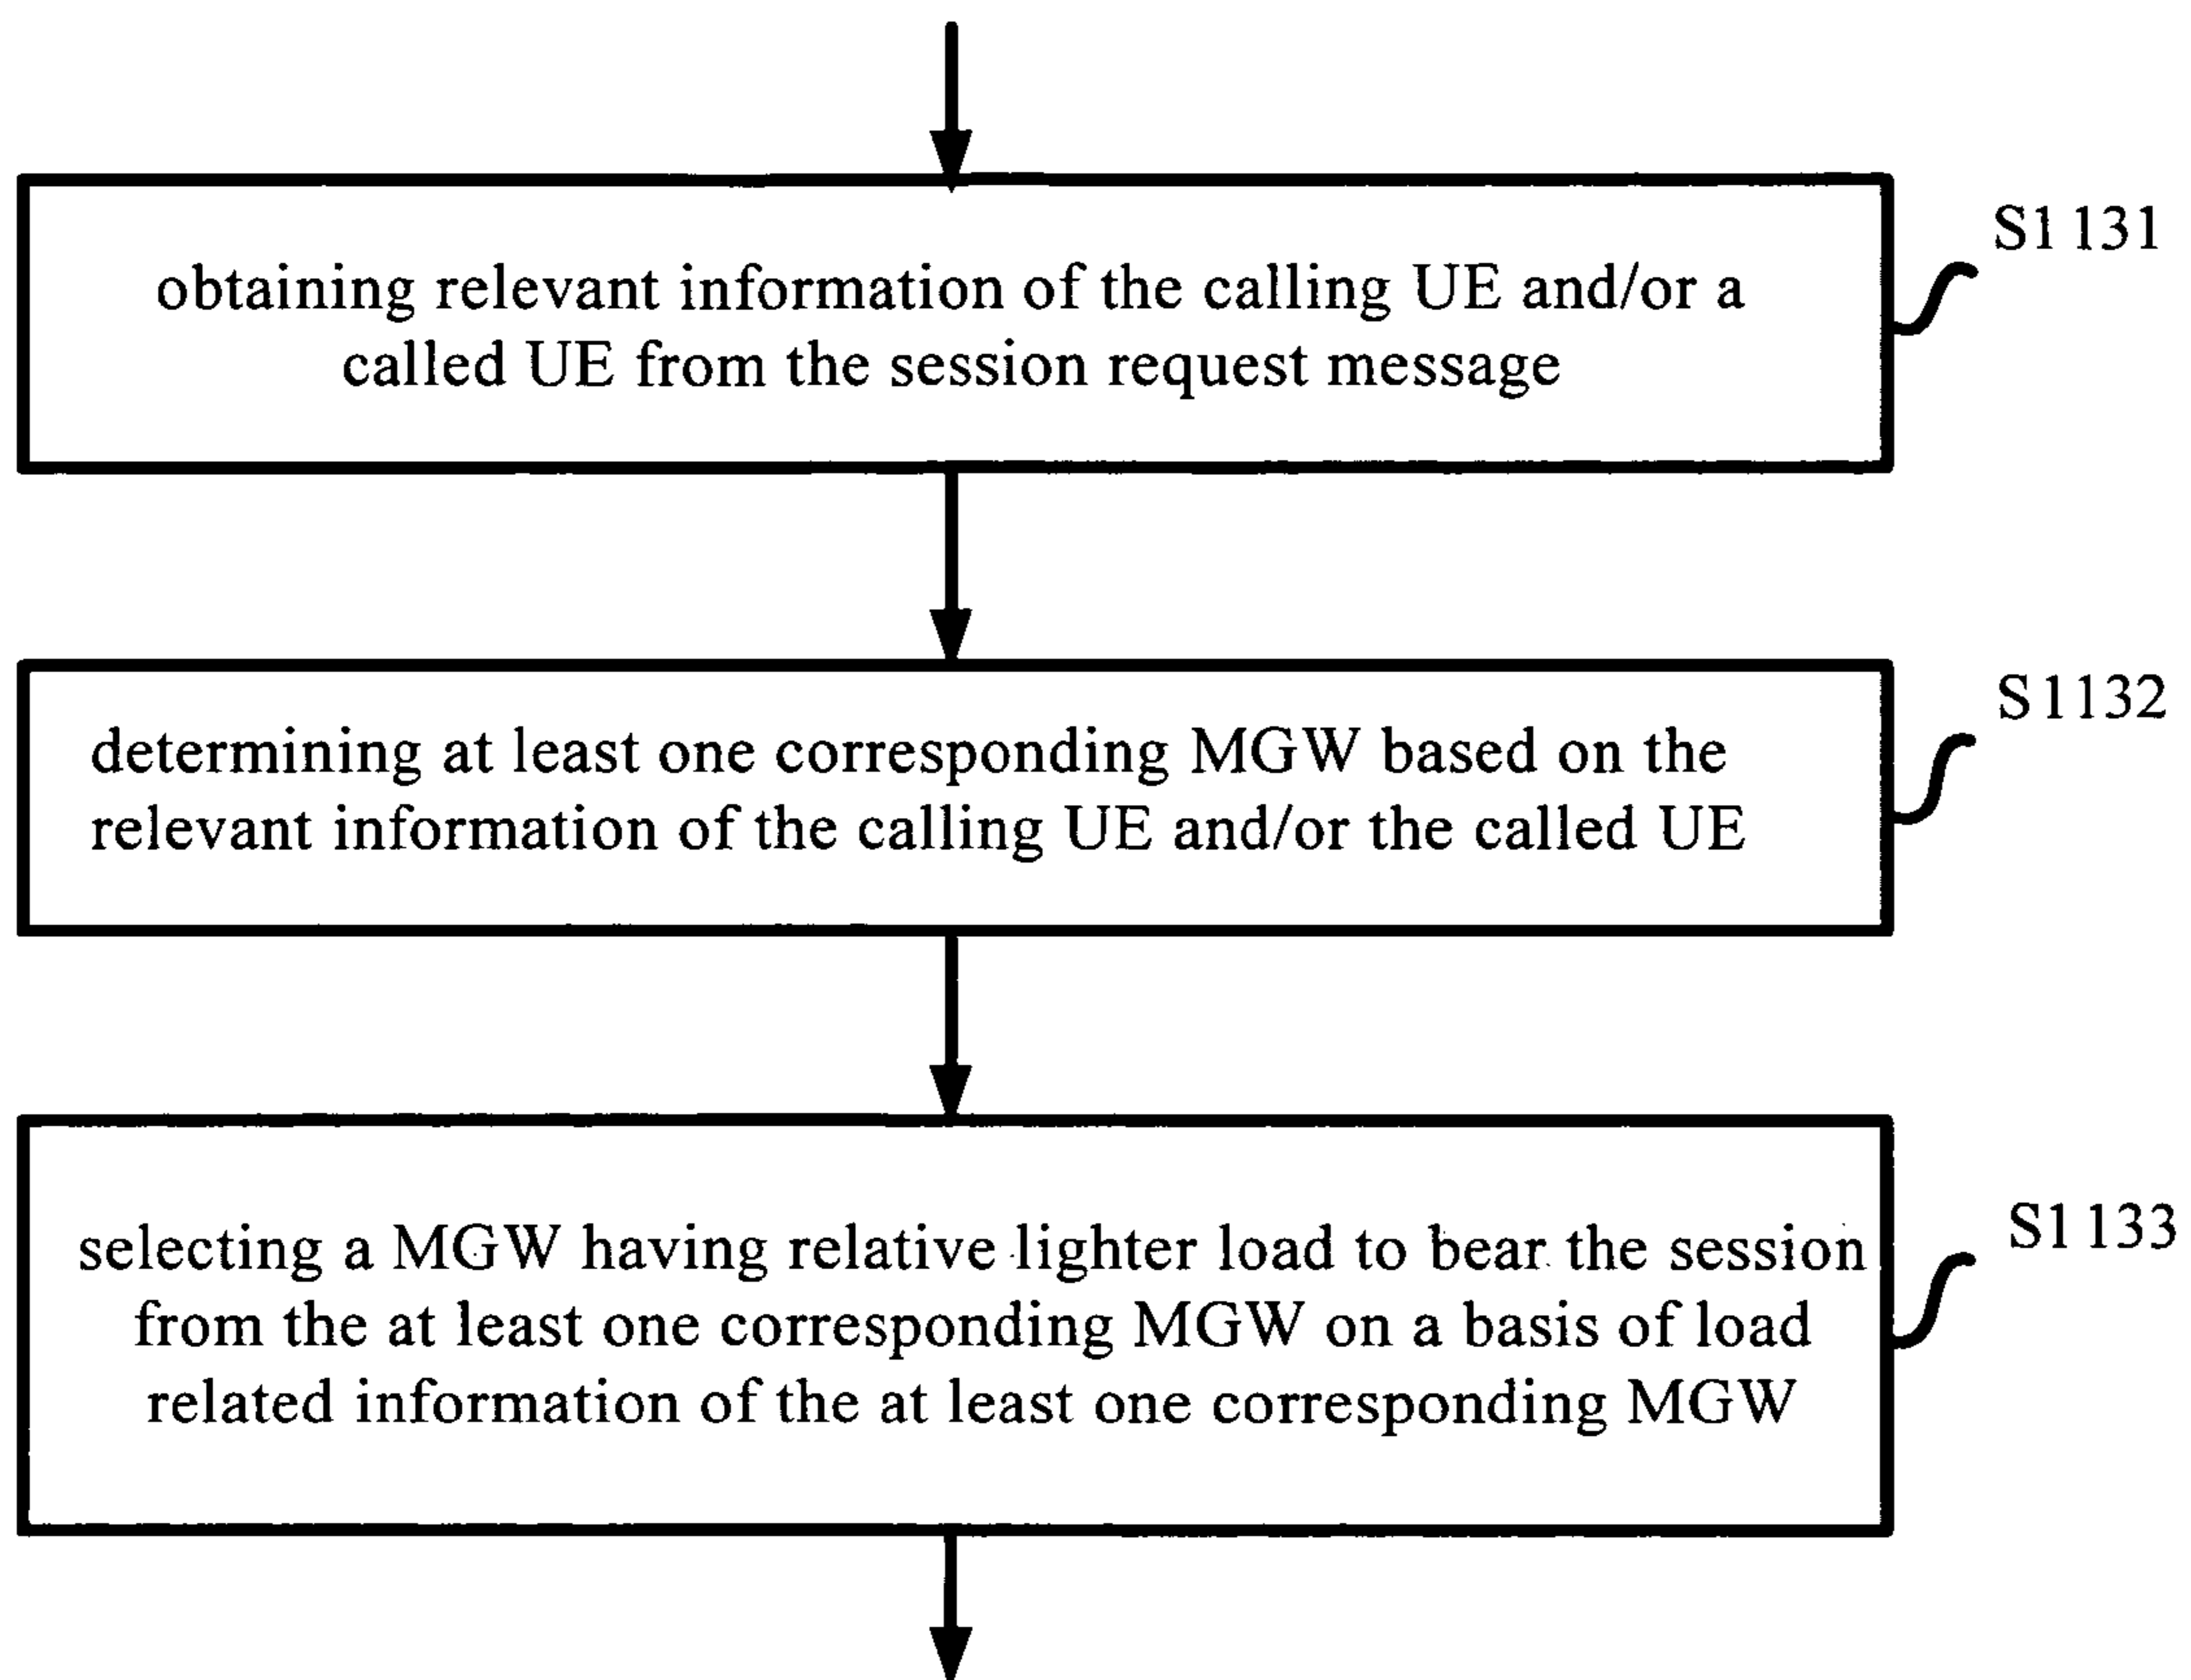 S1131
obtaining relevant information of the calling UE and/or a
called UE from the session request message
S1132
determining at least one corresponding MGW based on the
relevant information of the calling UE and/or the called UE
S1133
selecting a MGW having relative lighter load to bear the session
from the at least one corresponding MGW on a basis of load
related information of the at least one corresponding MGW